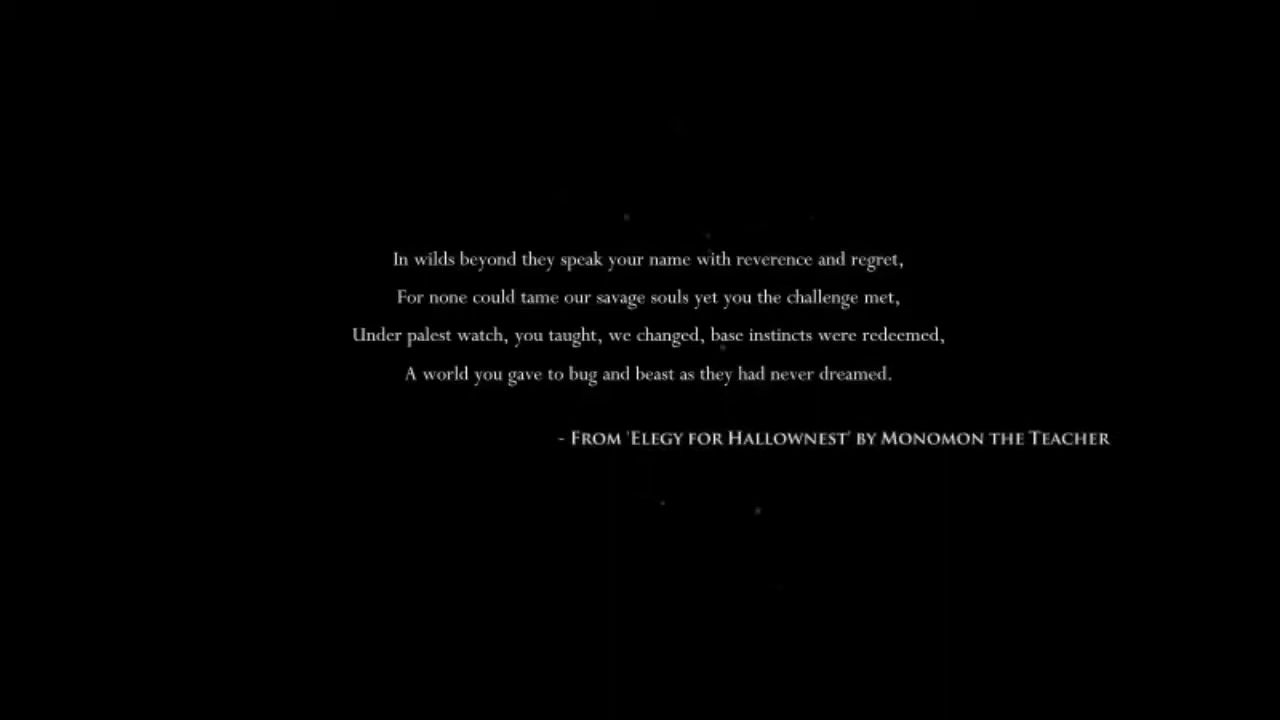 In wilds beyond they speak your name with reverence and regret,
For none could tame our savage souls yet you the challenge met,
Under palest watch, you taught, we changed, base instincts were redeemed,
A world you gave to bug and beast as they had never dreamed.
- From 'Elegy for Hallownest' by Monomon the Teacher